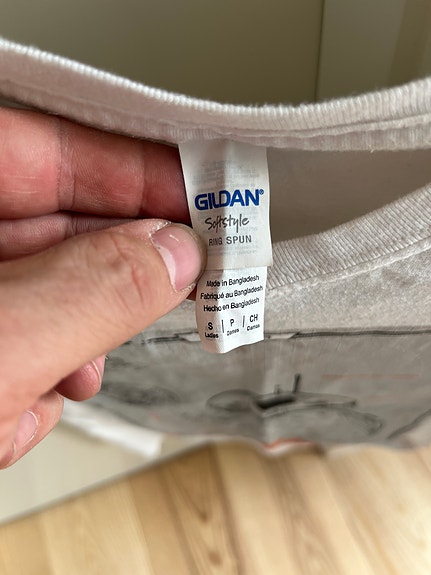 GILDAN®
Softstyle
RING SPUN
Made in Bangladesh
Fabriqué au Bangladesh
Hecho en Bangladesh
S | P | CH
Ladies Dames Damas